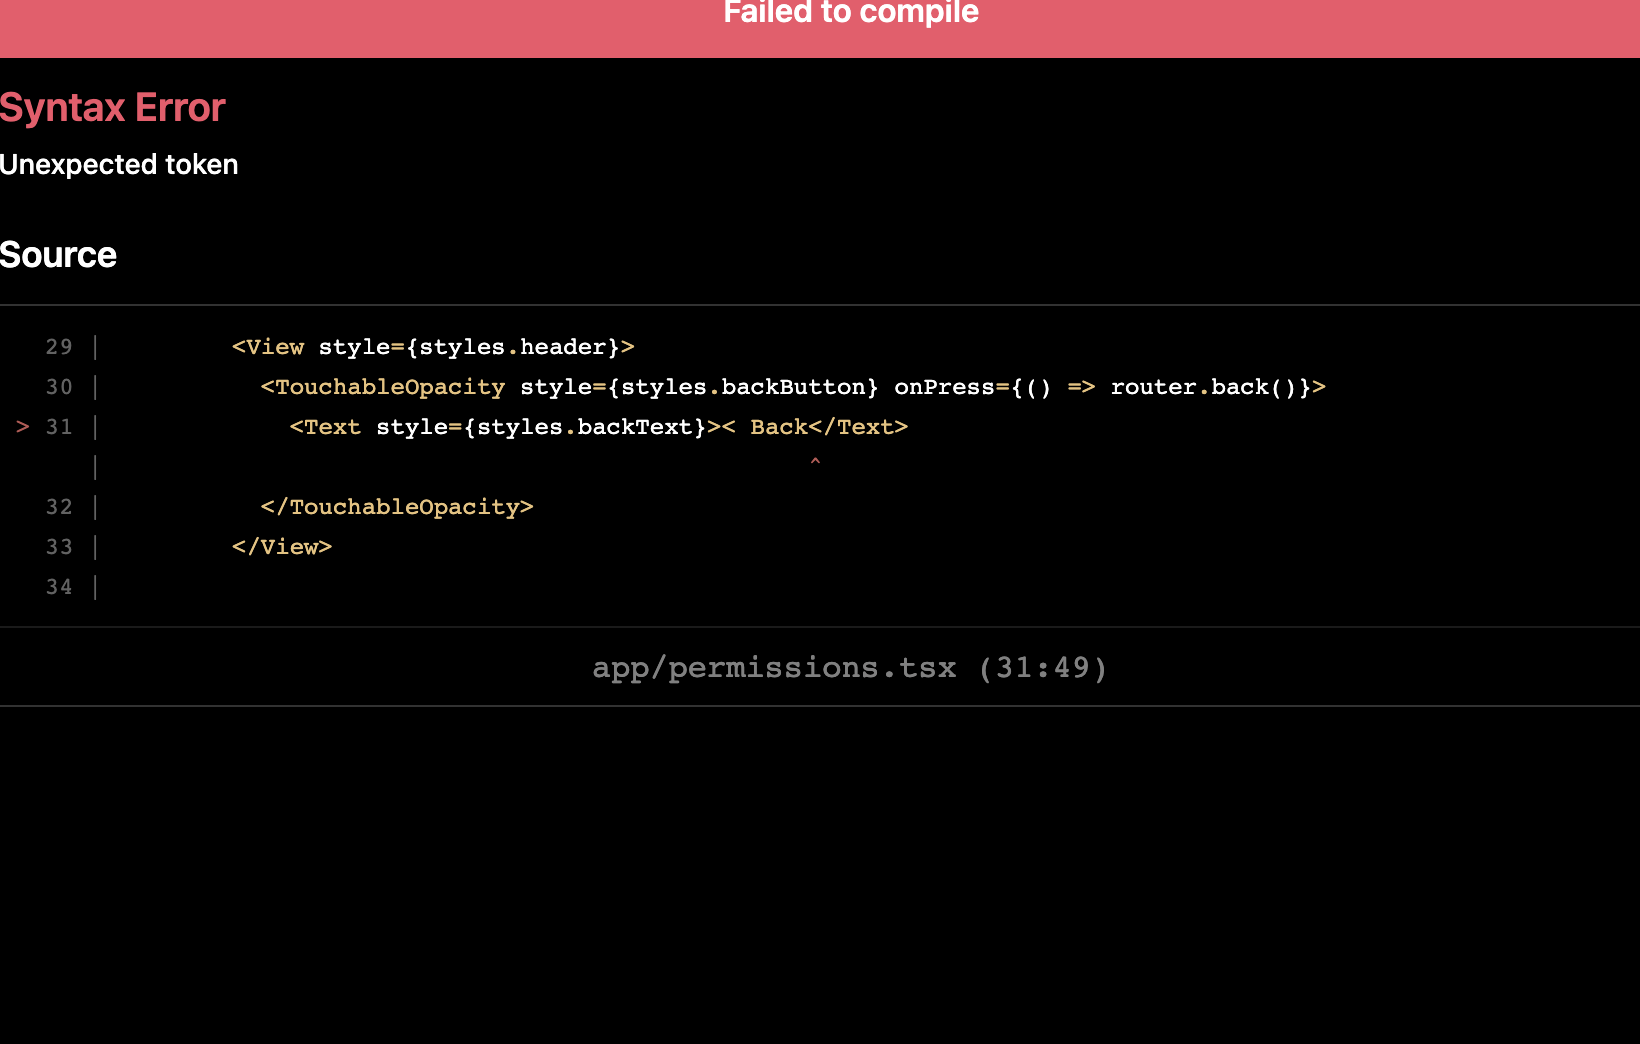 Failed to compile
Syntax Error
Unexpected token
Source
29 |         <View style={styles.header}>
30 |           <TouchableOpacity style={styles.backButton} onPress={() => router.back()}>
> 31 |             <Text style={styles.backText}>< Back</Text>
|                                                  ^
32 |           </TouchableOpacity>
33 |         </View>
34 |
app/permissions.tsx (31:49)